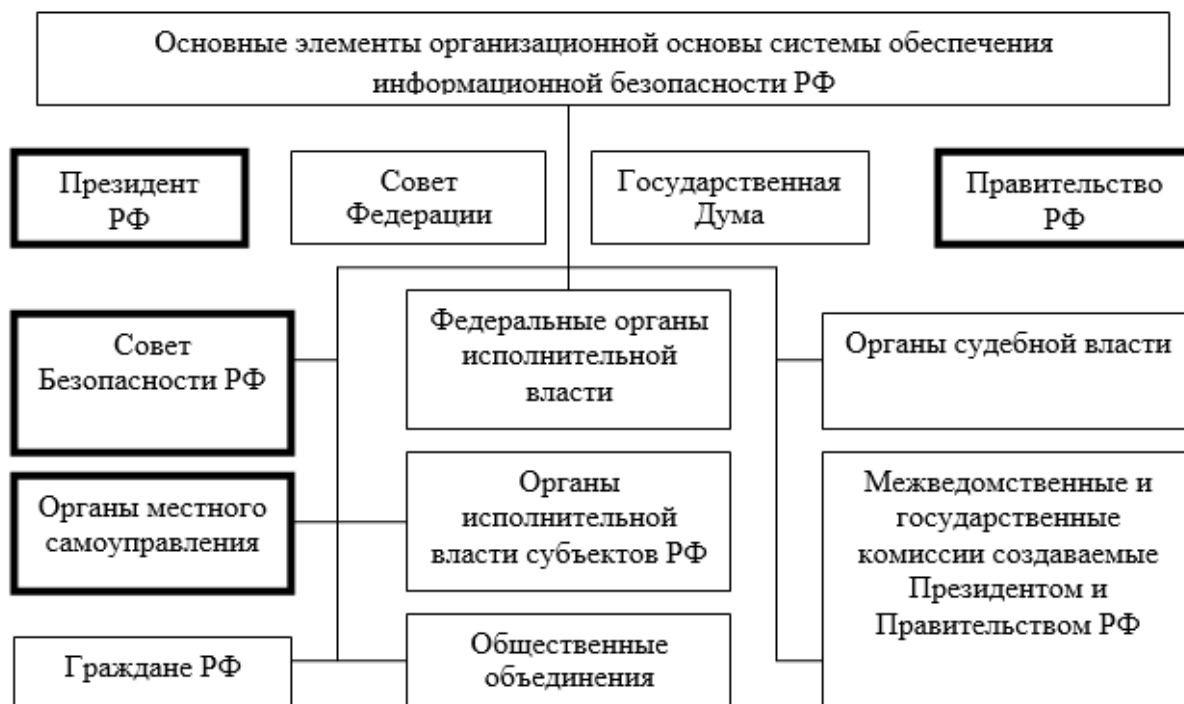 Основные элементы организационной основы системы обеспечения
информационной безопасности РФ
Президент
РФ
Совет
Федерации
Государственная
Дума
Правительство
РФ
Совет
Безопасности РФ
Федеральные органы
исполнительной
власти
Органы судебной власти
Органы местного
самоуправления
Органы
исполнительной
власти субъектов РФ
Межведомственные и
государственные
комиссии создаваемые
Президентом и
Правительством РФ
Граждане РФ
Общественные
объединения